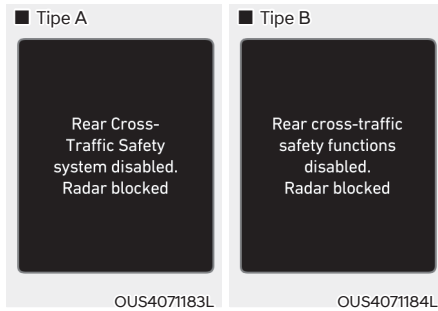 ■ Tipe A
Rear Cross-
Traffic Safety
system disabled.
Radar blocked
OUS4071183L
■ Tipe B
Rear cross-traffic
safety functions
disabled.
Radar blocked
OUS4071184L